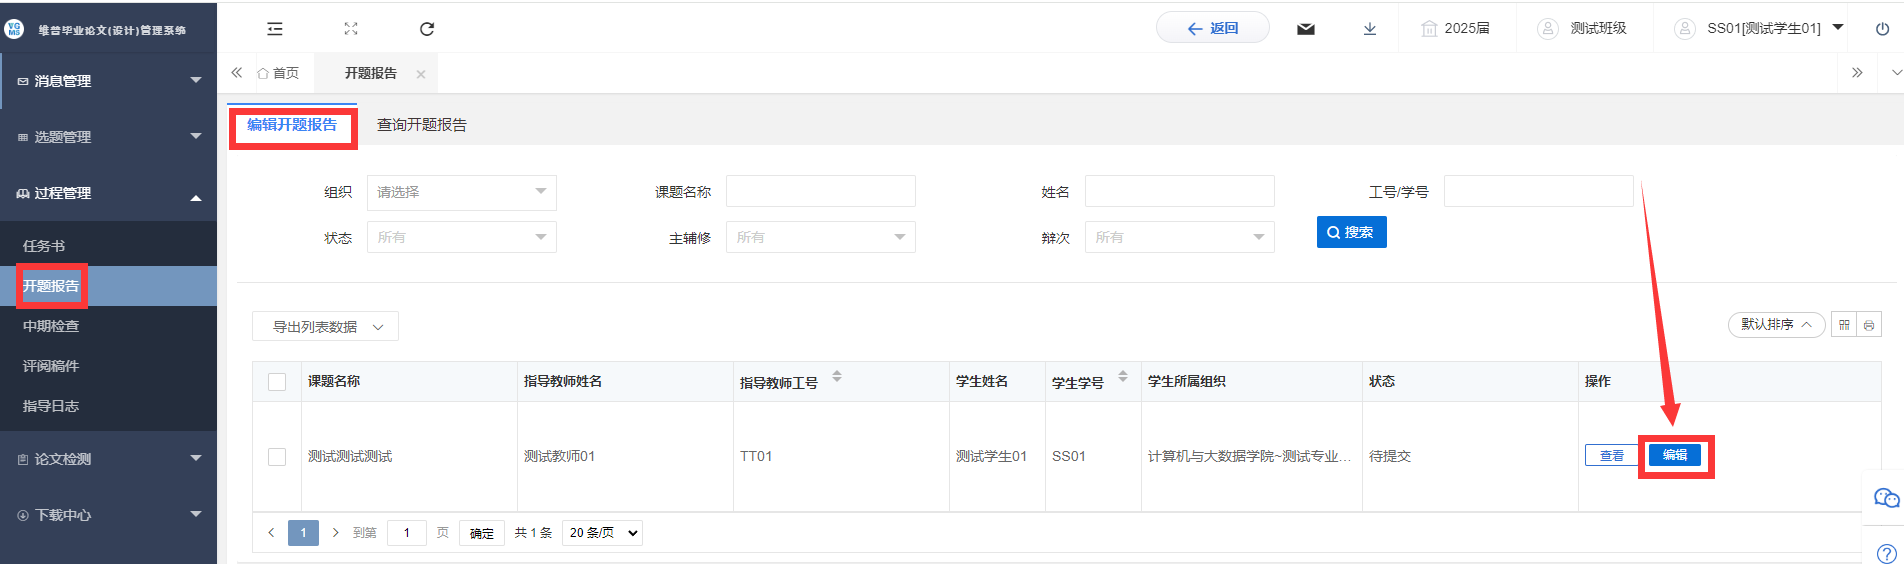 VG
MS
维普毕业论文(设计)管理系统
返回
2025届
测试班级
SS01[测试学生01]
消息管理
首页
开题报告
选题管理
编辑开题报告
查询开题报告
过程管理
组织
请选择
课题名称
姓名
工号/学号
任务书
状态
所有
主辅修
所有
辩次
所有
搜索
开题报告
中期检查
导出列表数据
默认排序
评阅稿件
课题名称
指导教师姓名
指导教师工号
学生姓名
学生学号
学生所属组织
状态
操作
指导日志
论文检测
测试测试测试
测试教师01
TT01
测试学生01
SS01
计算机与大数据学院~测试专业...
待提交
查看
编辑
下载中心
1
到第
1
页
确定
共 1 条
20 条/页